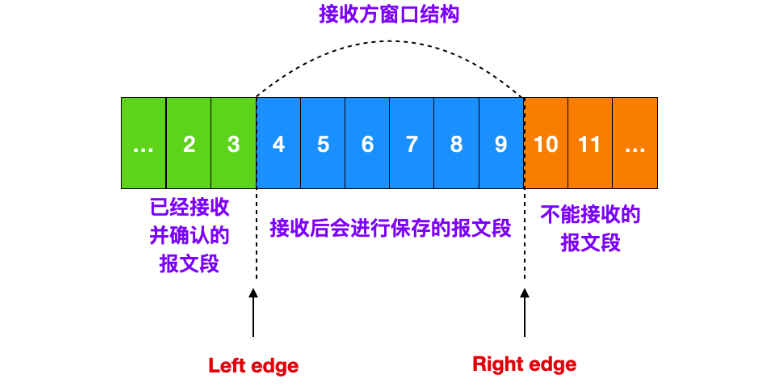 接收方窗口结构
... 2 3 4 5 6 7 8 9 10 11 ...
已经接收
并确认的
报文段
接收后会进行保存的报文段
不能接收的
报文段
Left edge
Right edge